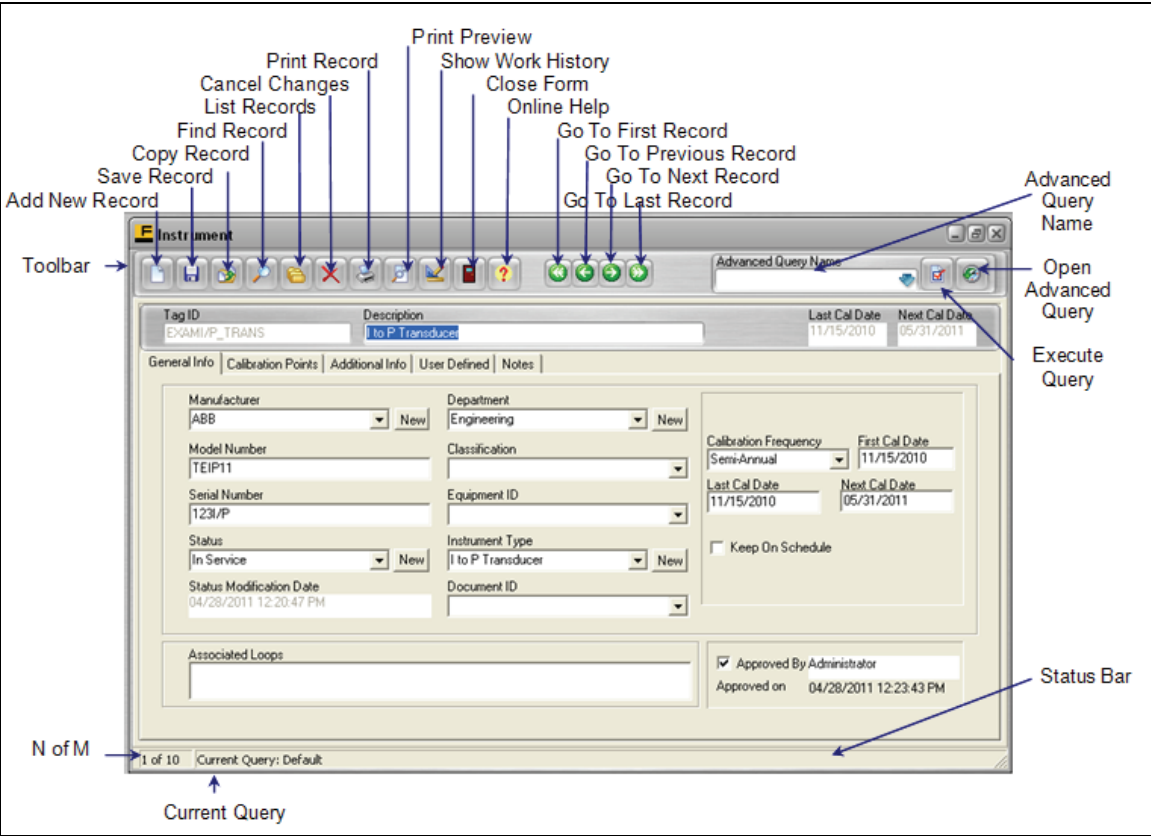 Print Preview
Print Record
Show Work History
Cancel Changes
Close Form
List Records
Online Help
Find Record
Go To First Record
Copy Record
Go To Previous Record
Save Record
Go To Next Record
Advanced
Query
Name
Add New Record
Go To Last Record
F Instrument
Toolbar
Advanced Query Name
Open
Advanced
Query
Tag ID Description Last Cal Date Next Cal Date
EXAMI/P_TRANS I to P Transducer 11/15/2010 05/31/2011
Execute
Query
General Info Calibration Points Additional Info User Defined Notes
Manufacturer Department
ABB New Engineering New
Model Number Classification Calibration Frequency First Cal Date
TEIP11 Semi-Annual 11/15/2010
Serial Number Equipment ID Last Cal Date Next Cal Date
123I/P 11/15/2010 05/31/2011
Status Instrument Type Keep On Schedule
In Service New I to P Transducer New
Status Modification Date Document ID
04/28/2011 12:20:47 PM
Associated Loops
Approved By Administrator
Approved on 04/28/2011 12:23:43 PM
Status Bar
N of M
1 of 10 Current Query: Default
Current Query